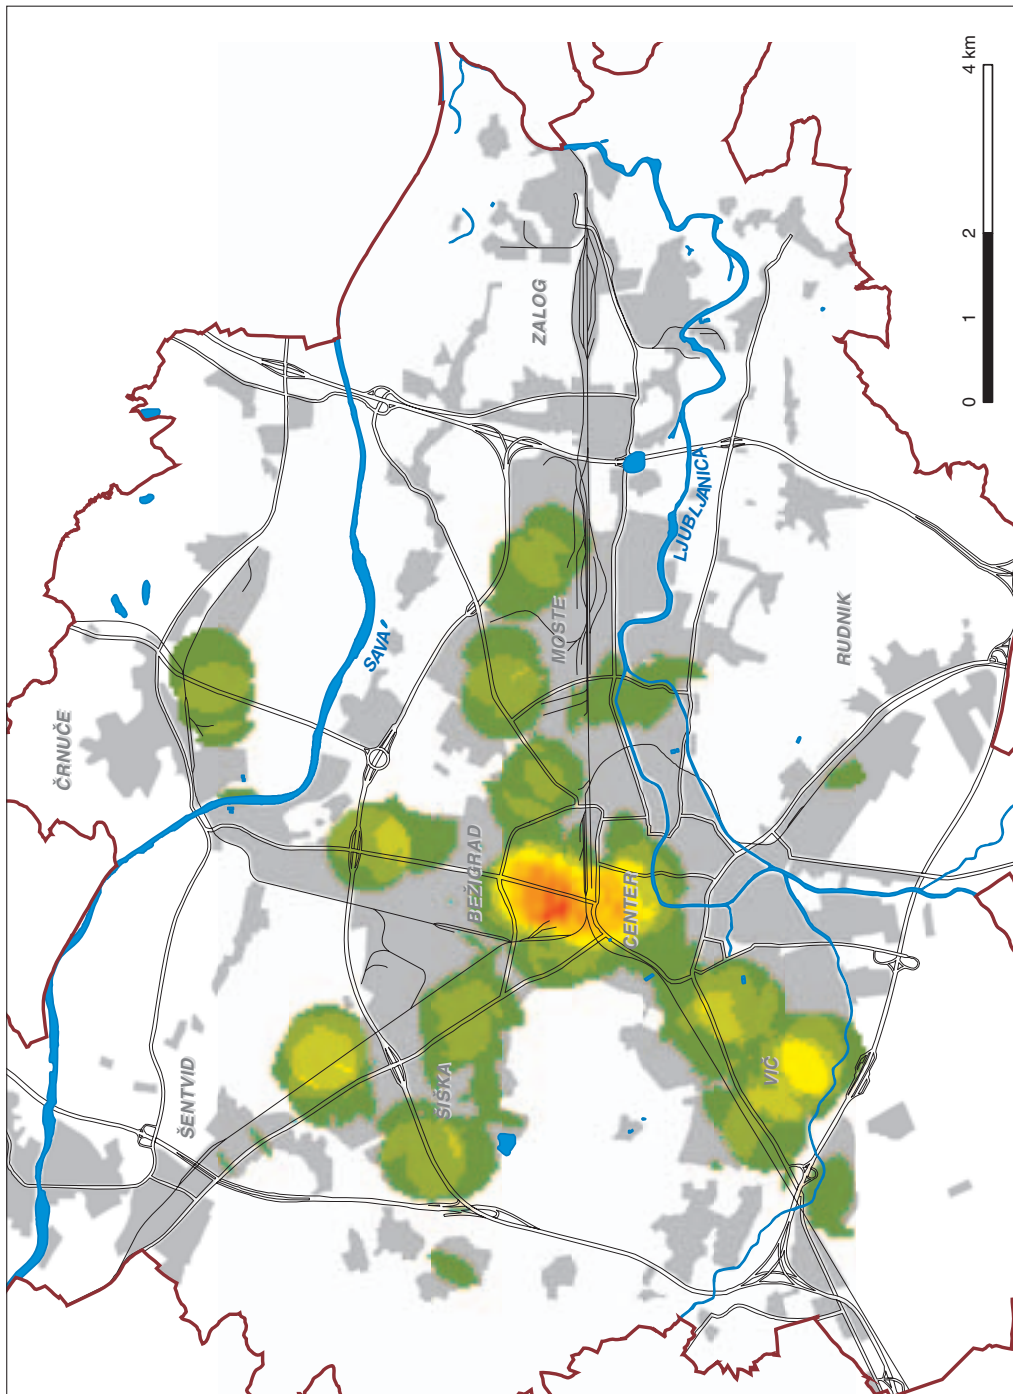 ČRNUČE
ŠENTVID
SAVA
BEŽIGRAD
ŠIŠKA
MOSTE
ZALOG
CENTER
LJUBLJANICA
VIČ
RUDNIK
0 1 2 4 km